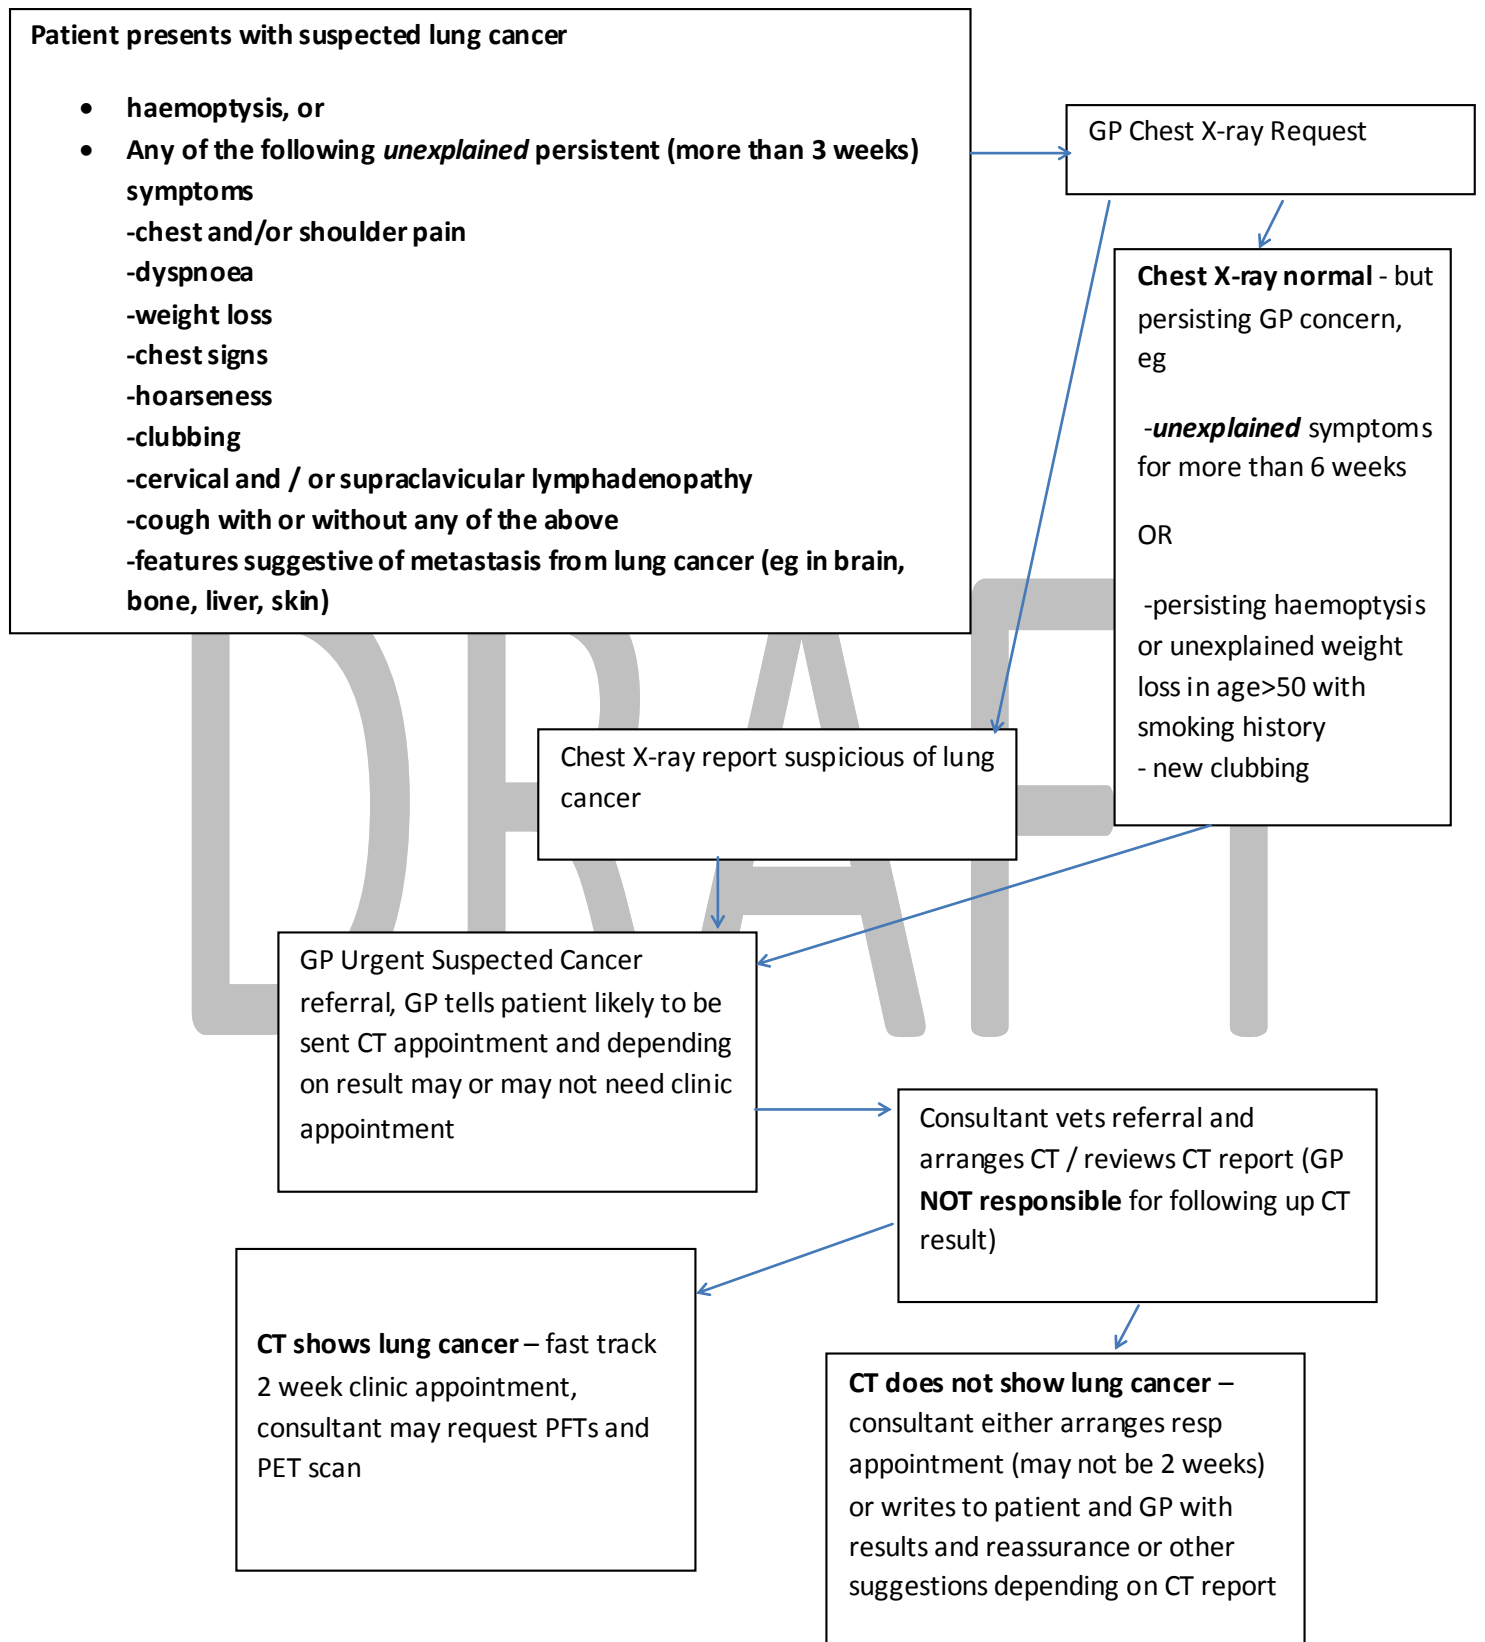 Patient presents with suspected lung cancer
• haemoptysis, or
• Any of the following unexplained persistent (more than 3 weeks)
symptoms
-chest and/or shoulder pain
-dyspnoea
-weight loss
-chest signs
-hoarseness
-clubbing
-cervical and / or supraclavicular lymphadenopathy
-cough with or without any of the above
-features suggestive of metastasis from lung cancer (eg in brain,
bone, liver, skin)
GP Chest X-ray Request
Chest X-ray normal - but
persisting GP concern,
eg
-unexplained symptoms
for more than 6 weeks
OR
-persisting haemoptysis
or unexplained weight
loss in age>50 with
smoking history
- new clubbing
DRAFT
Chest X-ray report suspicious of lung
cancer
GP Urgent Suspected Cancer
referral, GP tells patient likely to be
sent CT appointment and depending
on result may or may not need clinic
appointment
Consultant vets referral and
arranges CT / reviews CT report (GP
NOT responsible for following up CT
result)
CT shows lung cancer – fast track
2 week clinic appointment,
consultant may request PFTs and
PET scan
CT does not show lung cancer –
consultant either arranges resp
appointment (may not be 2 weeks)
or writes to patient and GP with
results and reassurance or other
suggestions depending on CT report